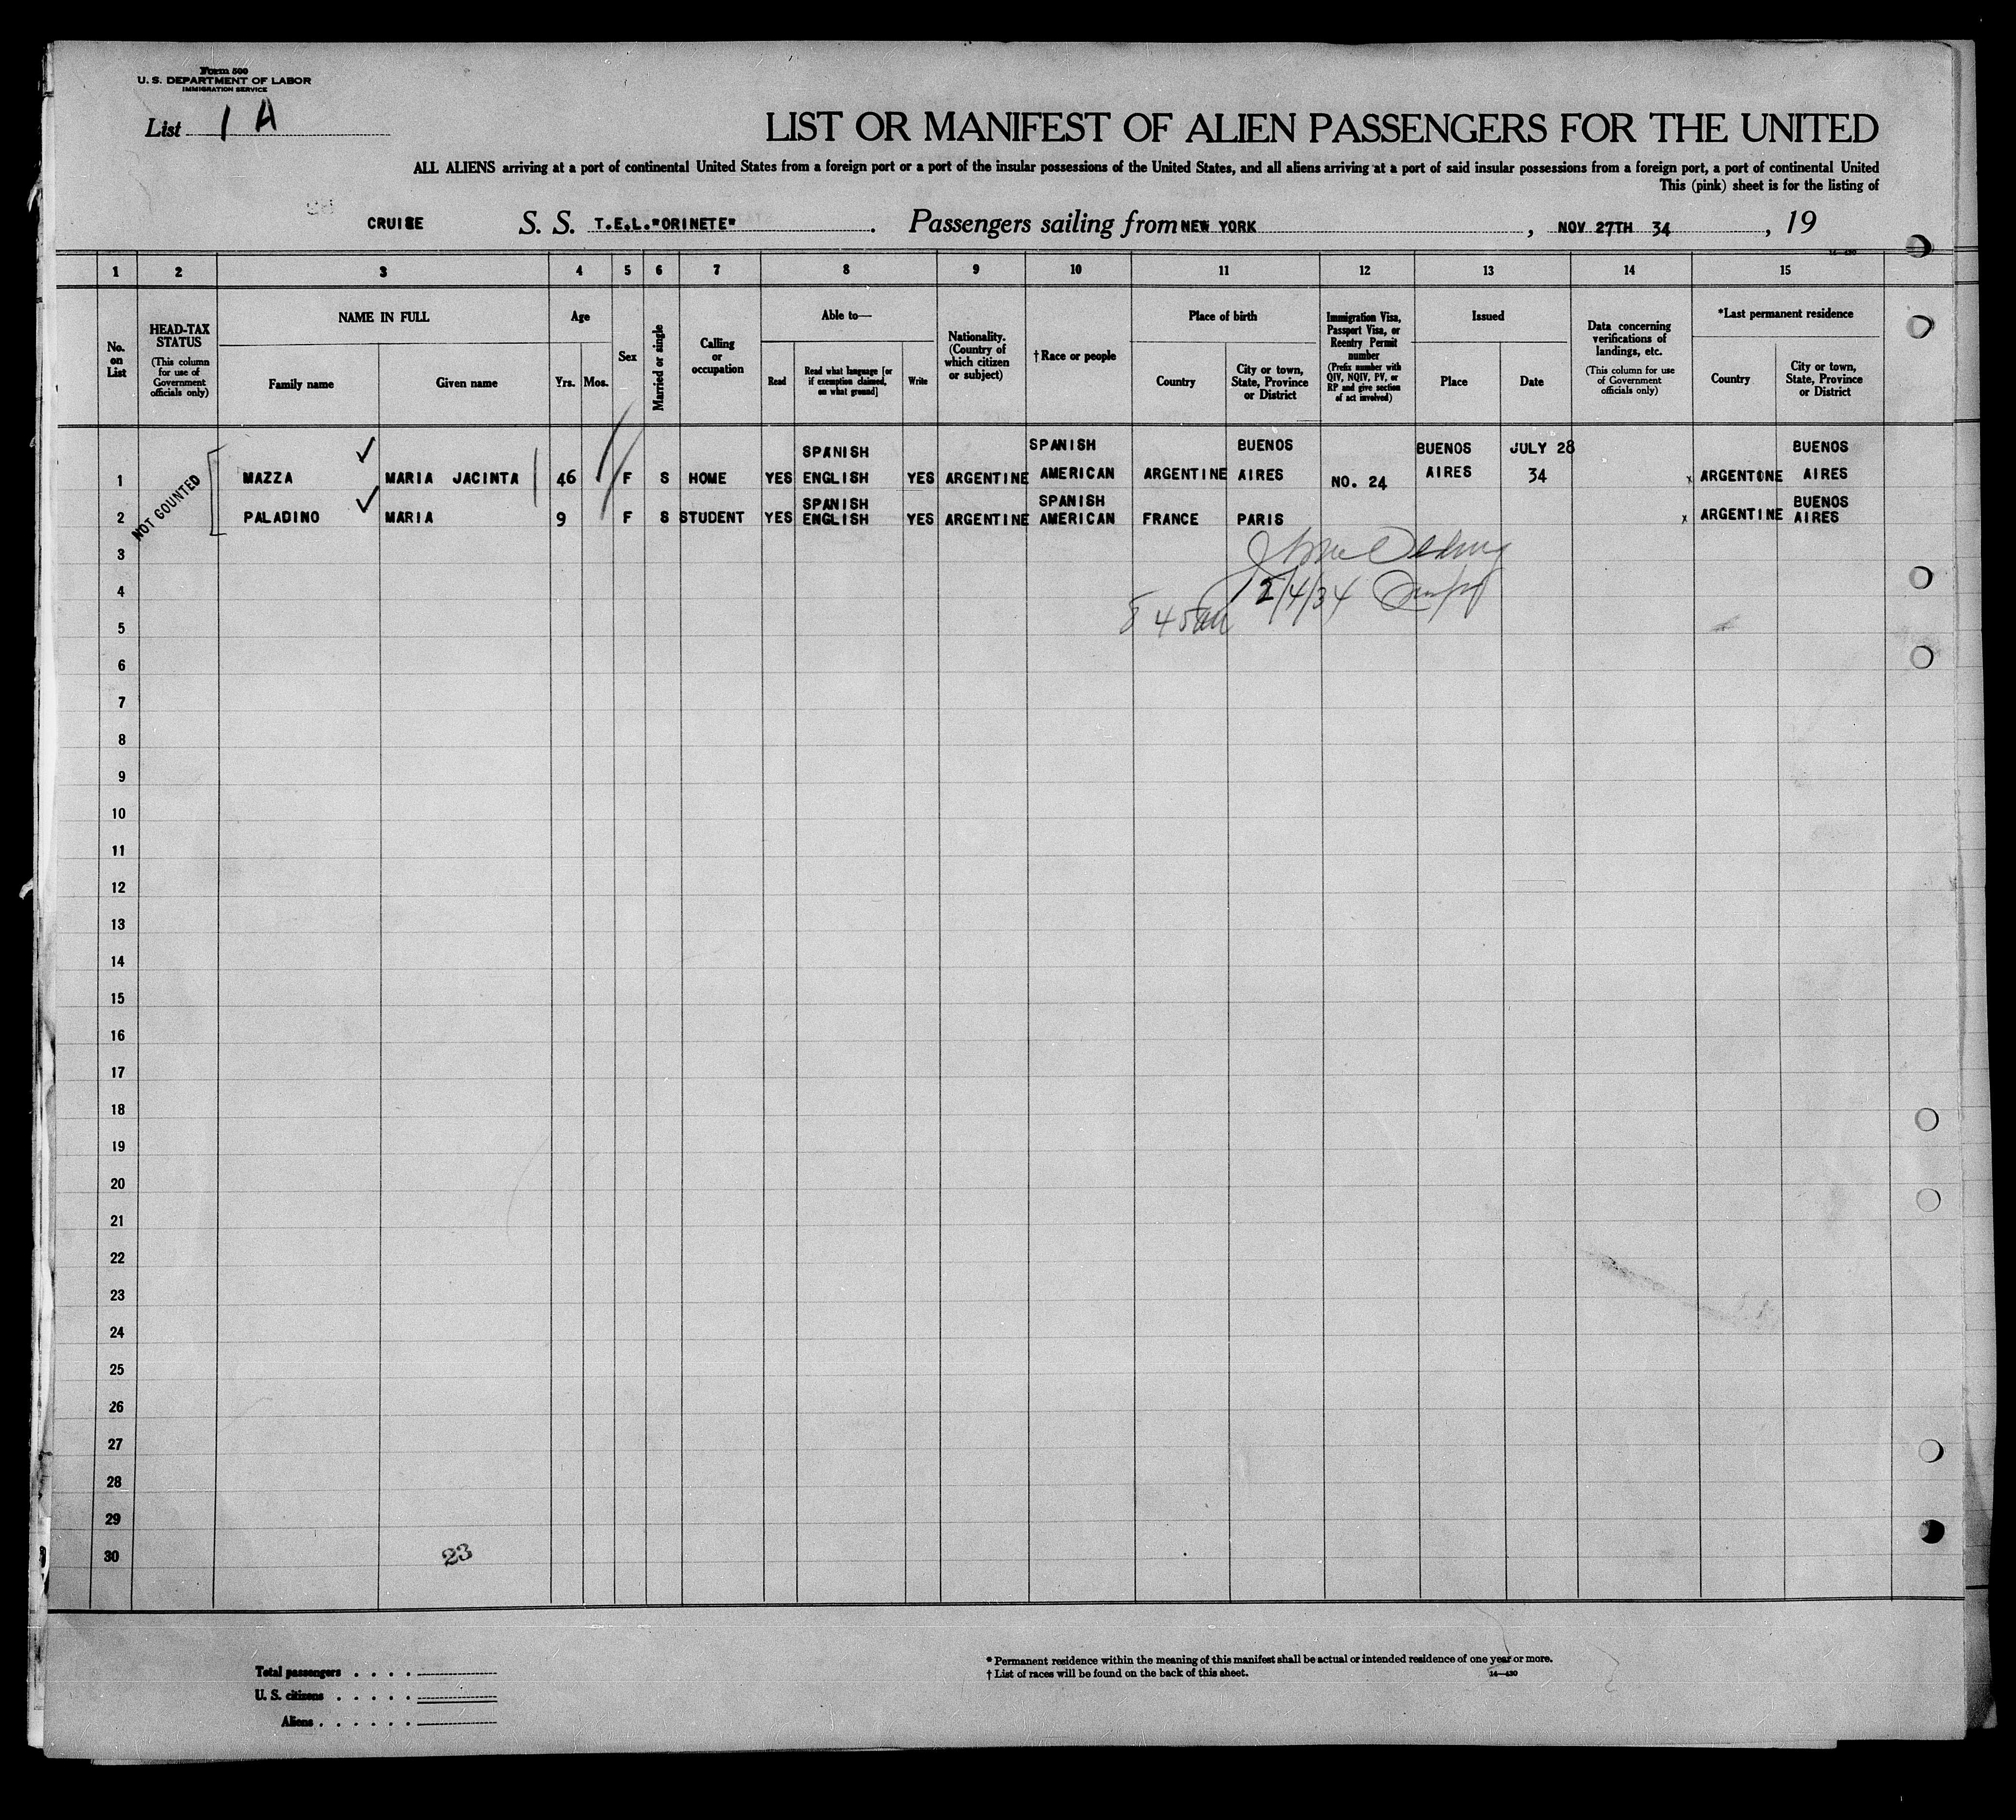 Form 500
U. S. DEPARTMENT OF LABOR
IMMIGRATION SERVICE
List 1 A
LIST OR MANIFEST OF ALIEN PASSENGERS FOR THE UNITED
ALL ALIENS arriving at a port of continental United States from a foreign port or a port of the insular possessions of the United States, and all aliens arriving at a port of said insular possessions from a foreign port, a port of continental United
This (pink) sheet is for the listing of
CRUISE S. S. T.E.L."ORINETE" . Passengers sailing from NEW YORK , NOV 27TH 34 , 19
14—430
1 2 3 4 5 6 7 8 9 10 11 12 13 14 15
No. on List
HEAD-TAX STATUS (This column for use of Government officials only)
NAME IN FULL
Family name
Given name
Age
Yrs.
Mos.
Sex
Married or single
Calling or occupation
Able to—
Read
Read what language [or if exemption claimed, on what ground]
Write
Nationality. (Country of which citizen or subject)
†Race or people
Place of birth
Country
City or town, State, Province or District
Immigration Visa, Passport Visa, or Reentry Permit number (Prefix number with QIV, NQIV, PV, or RP and give section of act involved)
Issued
Place
Date
Data concerning verifications of landings, etc. (This column for use of Government officials only)
*Last permanent residence
Country
City or town, State, Province or District
NOT COUNTED
SPANISH SPANISH BUENOS BUENOS JULY 28 BUENOS
1 MAZZA MARIA JACINTA 46 F S HOME YES ENGLISH YES ARGENTINE AMERICAN ARGENTINE AIRES NO. 24 AIRES 34 x ARGENTONE AIRES
SPANISH SPANISH BUENOS
2 PALADINO MARIA 9 F S STUDENT YES ENGLISH YES ARGENTINE AMERICAN FRANCE PARIS x ARGENTINE AIRES
3
4 12/4/34
5 8 45 AM
6
7
8
9
10
11
12
13
14
15
16
17
18
19
20
21
22
23
24
25
26
27
28
29
30
23
Total passengers . . . .
U. S. citizens . . . . .
Aliens . . . . . .
* Permanent residence within the meaning of this manifest shall be actual or intended residence of one year or more.
† List of races will be found on the back of this sheet.
14—430